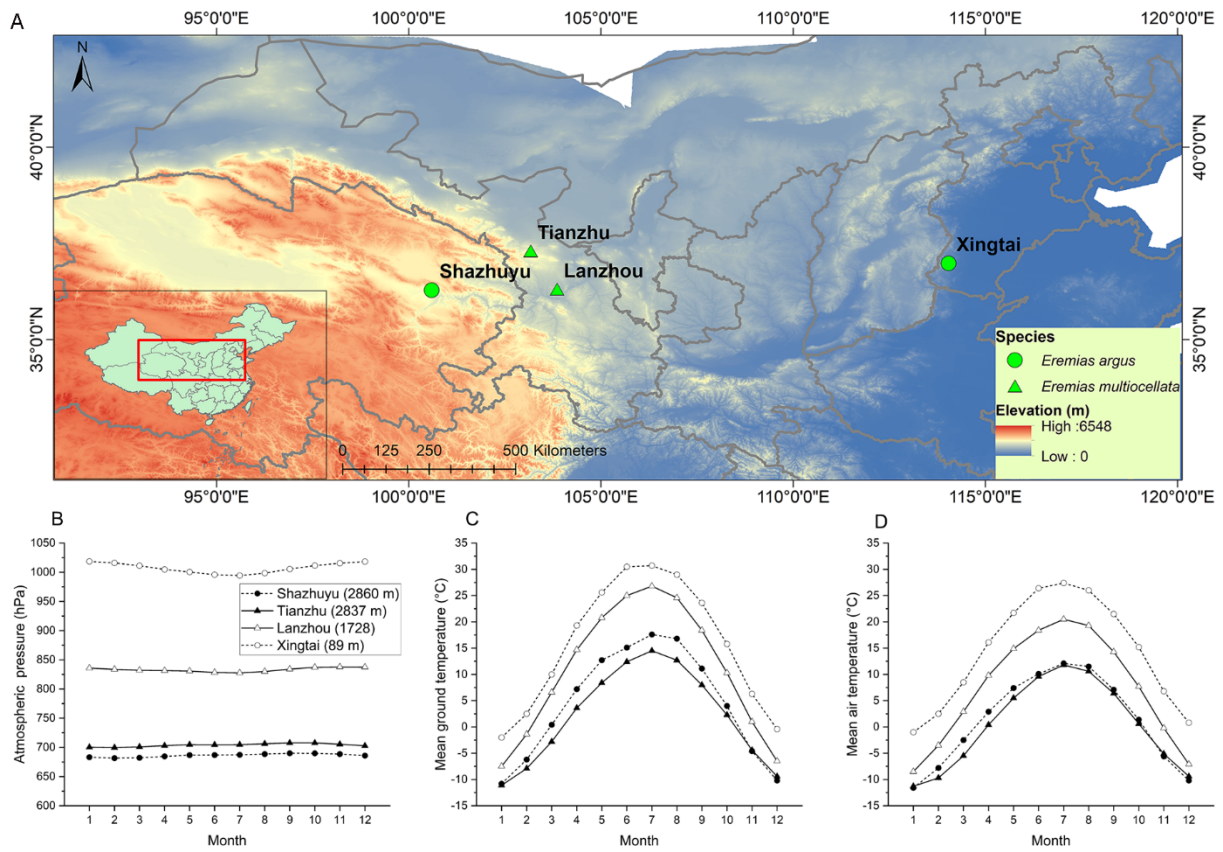 A
95°0'0"E 100°0'0"E 105°0'0"E 110°0'0"E 115°0'0"E 120°0'0"E
N
40°0'0"N 40°0'0"N
35°0'0"N 35°0'0"N
Tianzhu
Shazhuyu
Lanzhou
Xingtai
Species
Eremias argus
Eremias multiocellata
Elevation (m)
High :6548
Low : 0
0 125 250 500 Kilometers
95°0'0"E 100°0'0"E 105°0'0"E 110°0'0"E 115°0'0"E 120°0'0"E
B
Atmospheric pressure (hPa)
1050
1000
950
900
850
800
750
700
650
600
Shazhuyu (2860 m)
Tianzhu (2837 m)
Lanzhou (1728)
Xingtai (89 m)
1 2 3 4 5 6 7 8 9 10 11 12
Month
C
Mean ground temperature (°C)
35
30
25
20
15
10
5
0
-5
-10
-15
1 2 3 4 5 6 7 8 9 10 11 12
Month
D
Mean air temperature (°C)
35
30
25
20
15
10
5
0
-5
-10
-15
1 2 3 4 5 6 7 8 9 10 11 12
Month